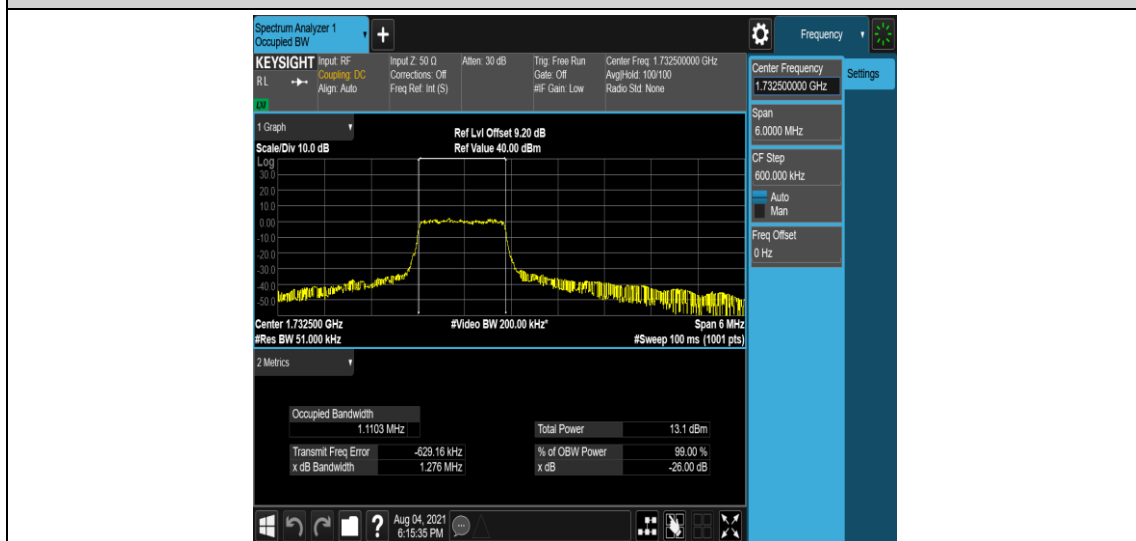 Spectrum Analyzer 1
Occupied BW
+
Frequency
KEYSIGHT Input: RF Input Z: 50 Ω Atten: 30 dB Trig: Free Run Center Freq: 1.732500000 GHz
RL Coupling: DC Corrections: Off Gate: Off Avg|Hold: 100/100
Align: Auto Freq Ref: Int (S) #IF Gain: Low Radio Std: None
LXI
Center Frequency
1.732500000 GHz
Settings
Span
6.0000 MHz
CF Step
600.000 kHz
Auto
Man
Freq Offset
0 Hz
1 Graph
Ref Lvl Offset 9.20 dB
Scale/Div 10.0 dB Ref Value 40.00 dBm
Log
30.0
20.0
10.0
0.00
-10.0
-20.0
-30.0
-40.0
-50.0
Center 1.732500 GHz #Video BW 200.00 kHz* Span 6 MHz
#Res BW 51.000 kHz #Sweep 100 ms (1001 pts)
2 Metrics
Occupied Bandwidth
1.1103 MHz Total Power 13.1 dBm
Transmit Freq Error -629.16 kHz % of OBW Power 99.00 %
x dB Bandwidth 1.276 MHz x dB -26.00 dB
? Aug 04, 2021
6:15:35 PM